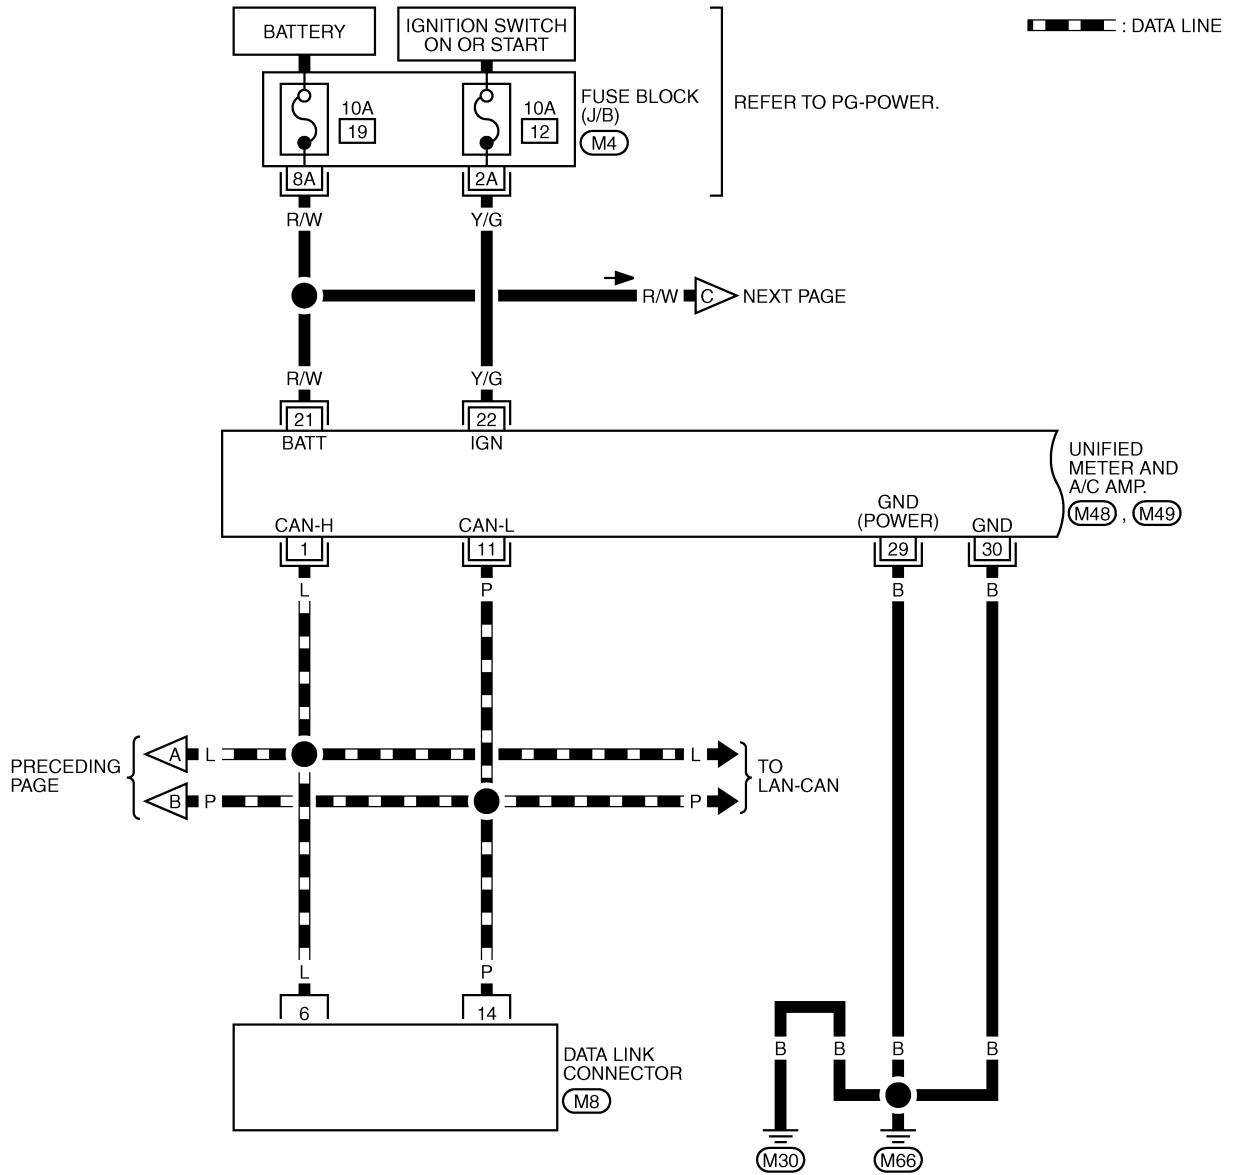 BATTERY
IGNITION SWITCH
ON OR START
: DATA LINE
10A
19
10A
12
FUSE BLOCK
(J/B)
M4
REFER TO PG-POWER.
8A
2A
R/W
Y/G
R/W
C
NEXT PAGE
R/W
Y/G
21
22
BATT
IGN
UNIFIED
METER AND
A/C AMP.
M48 , M49
CAN-H
CAN-L
GND
(POWER)
GND
1
11
29
30
L
P
B
B
PRECEDING
PAGE
A
L
L
B
P
P
TO
LAN-CAN
L
P
6
14
DATA LINK
CONNECTOR
M8
B
B
B
B
M30
M66